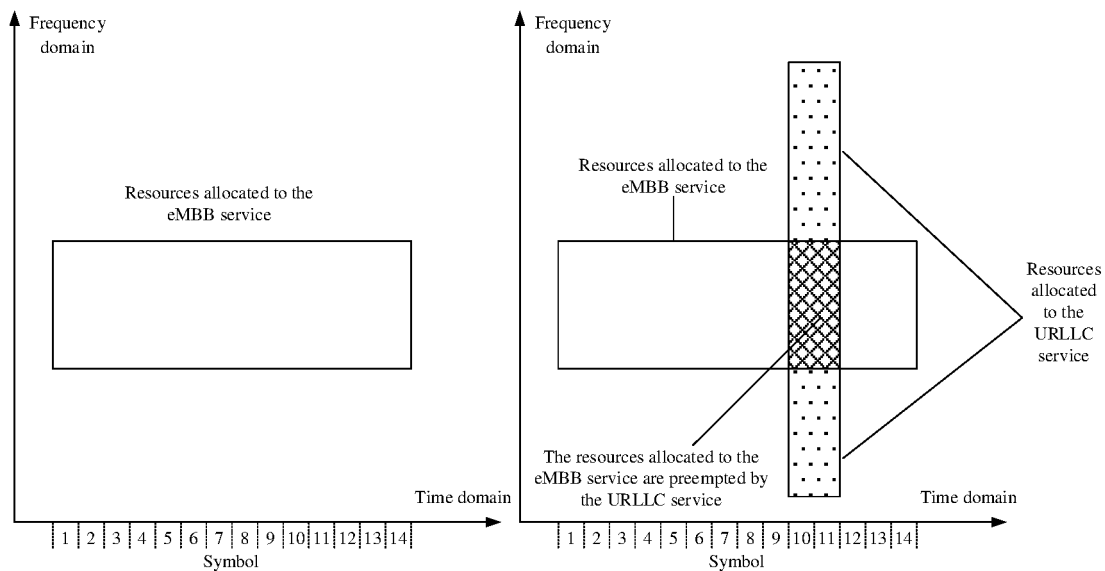 Frequency
domain
Resources allocated to the
eMBB service
Time domain
1 2 3 4 5 6 7 8 9 10 11 12 13 14
Symbol
Frequency
domain
Resources allocated to the
eMBB service
Resources
allocated
to the
URLLC
service
The resources allocated to the
eMBB service are preempted by
the URLLC service
Time domain
1 2 3 4 5 6 7 8 9 10 11 12 13 14
Symbol